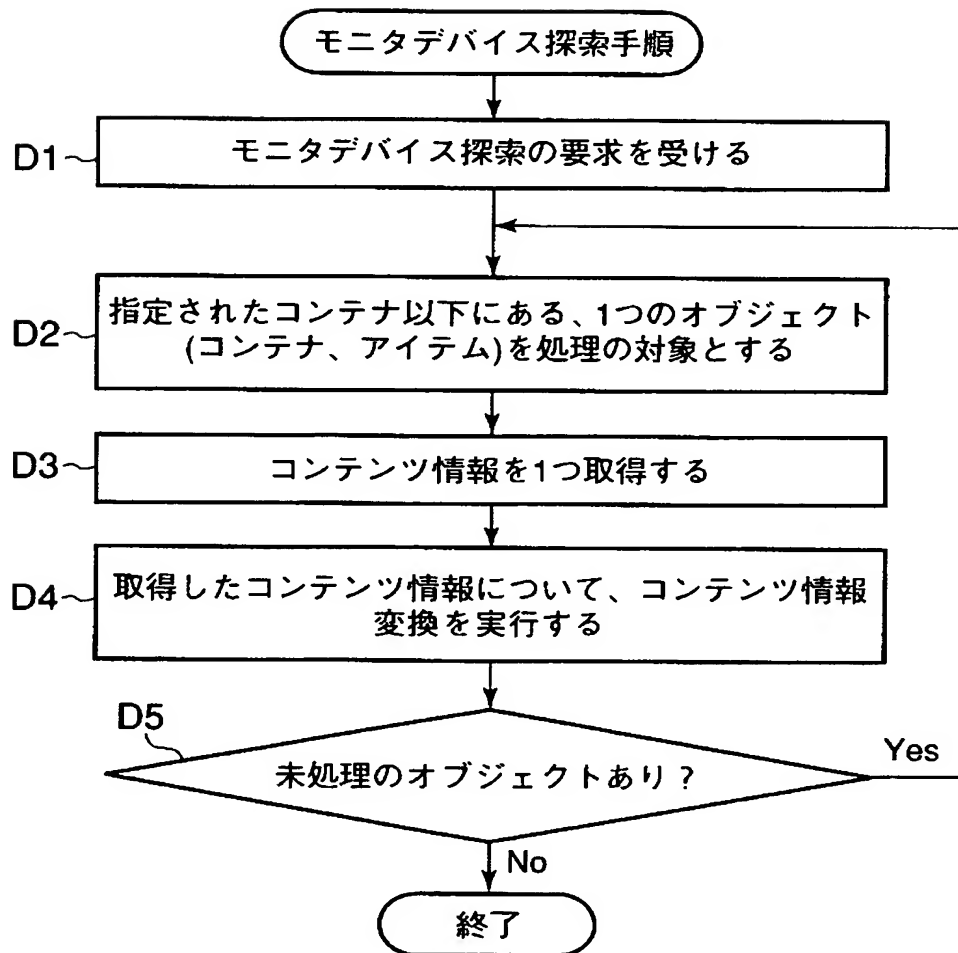 モニタデバイス探索手順
D1
モニタデバイス探索の要求を受ける
D2
指定されたコンテナ以下にある、1つのオブジェクト
(コンテナ、アイテム)を処理の対象とする
D3
コンテンツ情報を1つ取得する
D4
取得したコンテンツ情報について、コンテンツ情報
変換を実行する
D5
未処理のオブジェクトあり?
Yes
No
終了